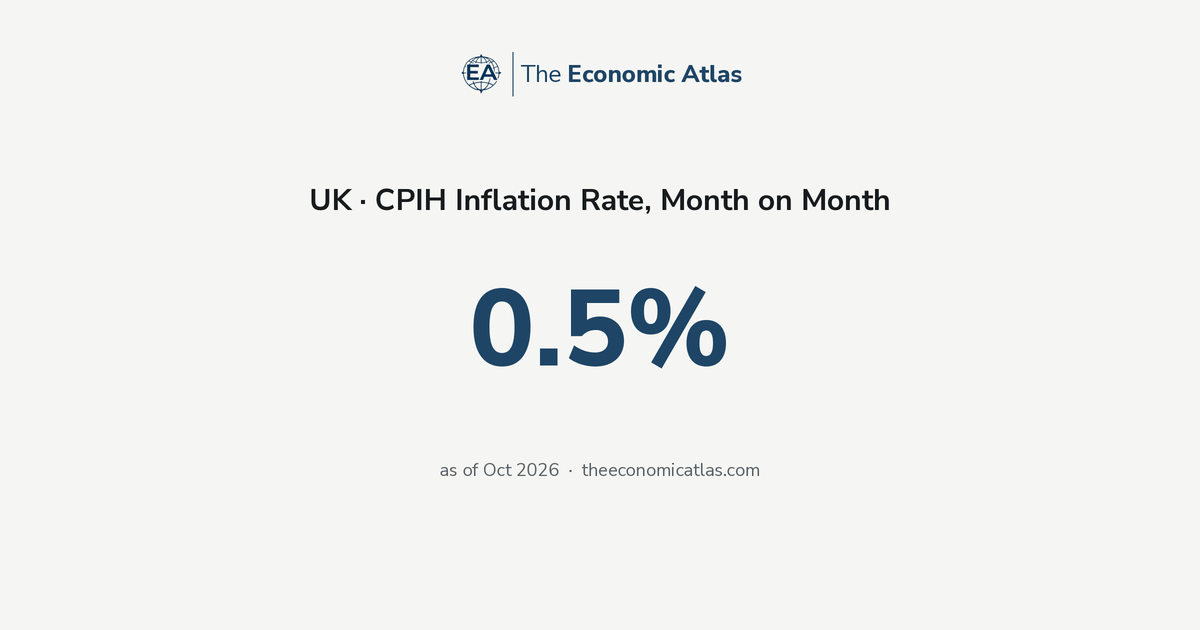 EA The Economic Atlas
UK · CPIH Inflation Rate, Month on Month
0.5%
as of Oct 2026 · theeconomicatlas.com